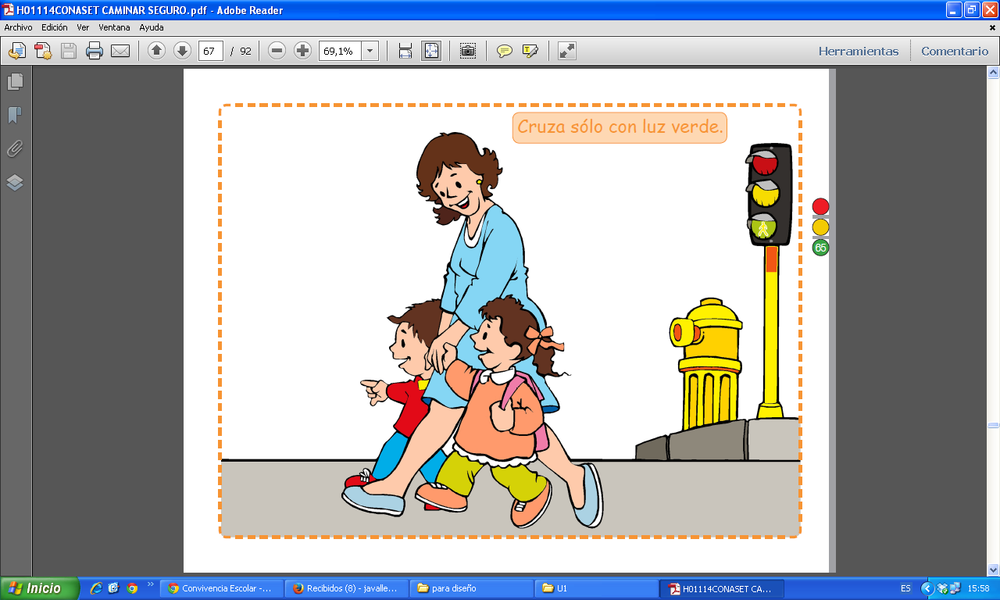 H01114CONASET CAMINAR SEGURO.pdf - Adobe Reader
Archivo Edición Ver Ventana Ayuda
67 / 92 69,1% Herramientas Comentario
Cruza sólo con luz verde.
65
Inicio Convivencia Escolar -... Recibidos (8) - javalle... para diseño U1 H01114CONASET CA... ES 15:58